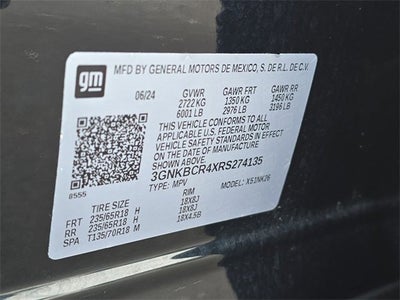 gm
MFD BY GENERAL MOTORS DE MEXICO, S. DE R.L. DE C.V.
06/24 GVWR GAWR FRT GAWR RR
2722 KG 1350 KG 1450 KG
6001 LB 2976 LB 3196 LB
THIS VEHICLE CONFORMS TO ALL
APPLICABLE U.S. FEDERAL MOTOR
VEHICLE SAFETY STANDARDS IN
EFFECT ON THE DATE OF
MANUFACTURE SHOWN ABOVE.
3GNKBCR4XRS274135
8555 TYPE: MPV MODEL:
TIRE SIZE RIM
FRT 235/65R18 H 18X8J
RR 235/65R18 H 18X8J
SPA T135/70R18 M 18X4.5B